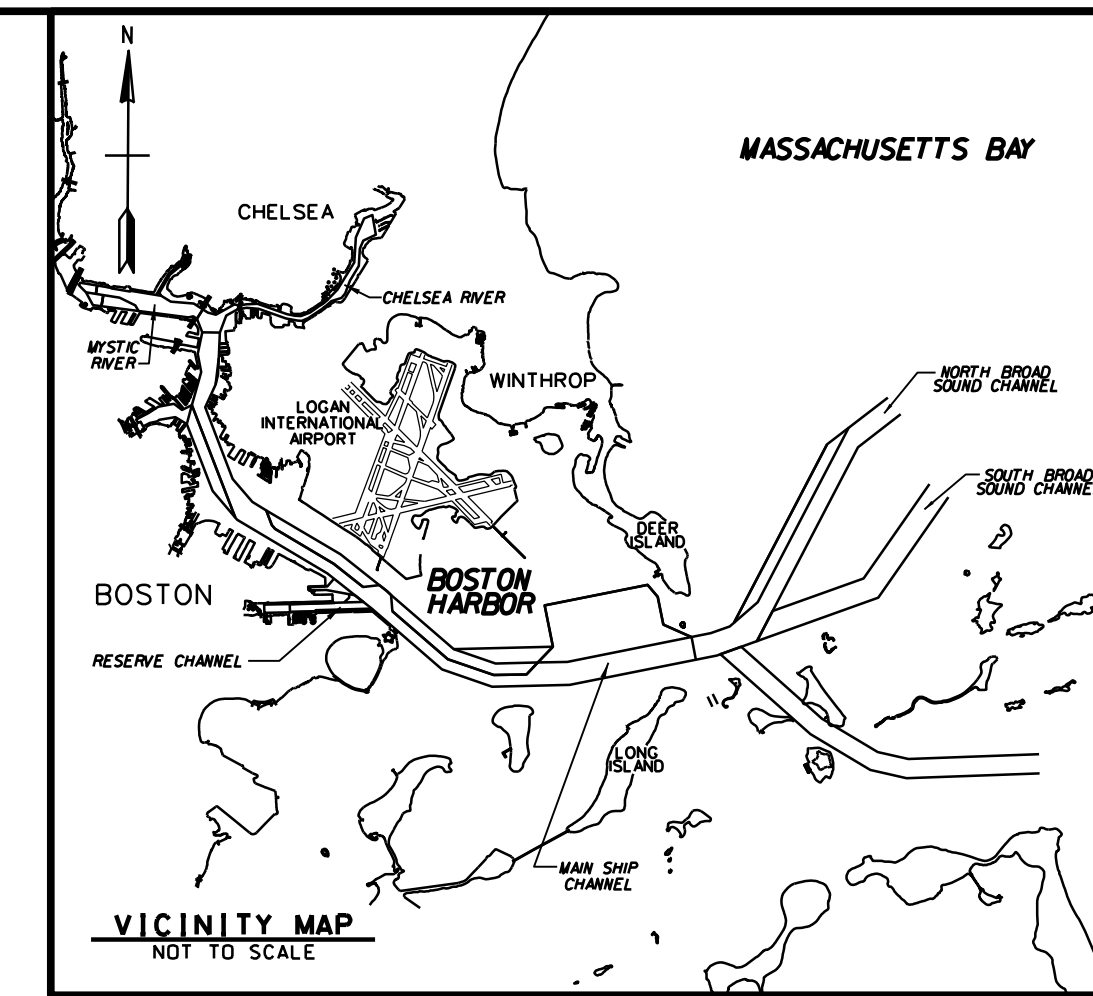 N
MASSACHUSETTS BAY
CHELSEA
CHELSEA RIVER
MYSTIC
RIVER
WINTHROP
NORTH BROAD
SOUND CHANNEL
LOGAN
INTERNATIONAL
AIRPORT
SOUTH BROAD
SOUND CHANNE
DEER
ISLAND
BOSTON
HARBOR
BOSTON
RESERVE CHANNEL
LONG
ISLAND
MAIN SHIP
CHANNEL
VICINITY MAP
NOT TO SCALE